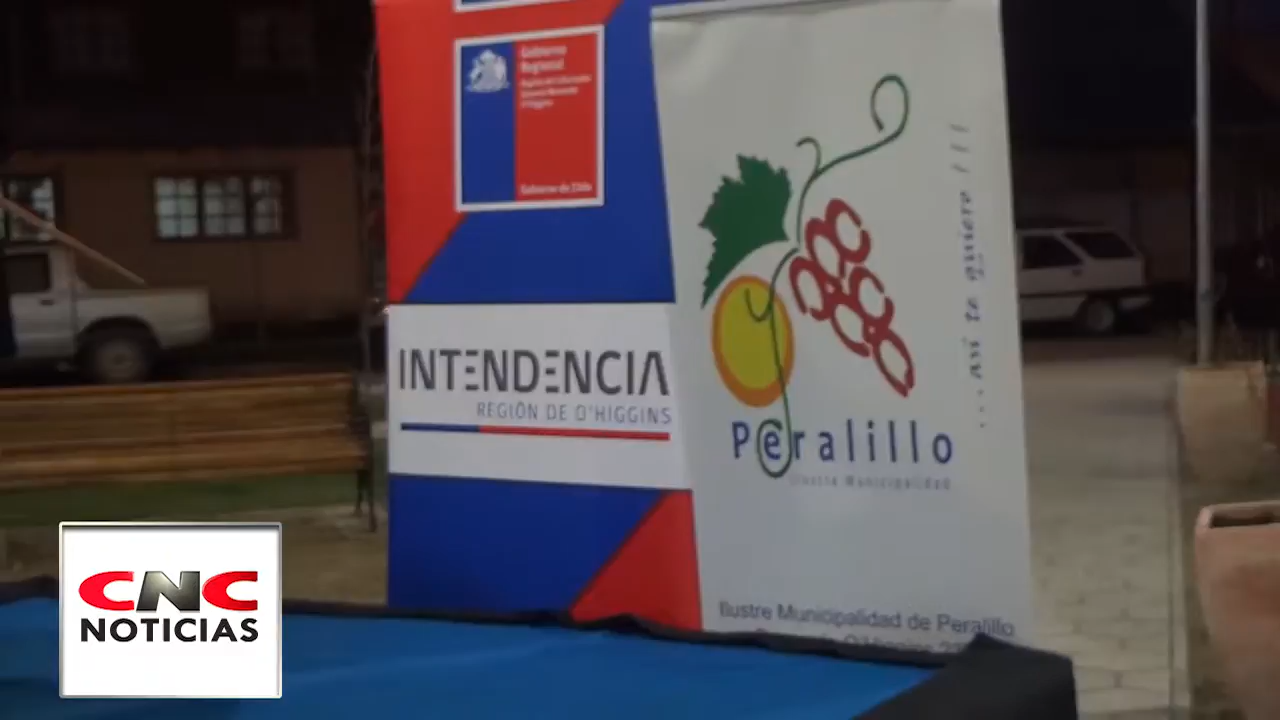 Gobierno
Regional
Gobierno de Chile
INTENDENCIA
REGIÓN DE O'HIGGINS
....así te quiero ////
Peralillo
Ilustre Municipalidad
Ilustre Municipalidad de Peralillo
CNC
NOTICIAS